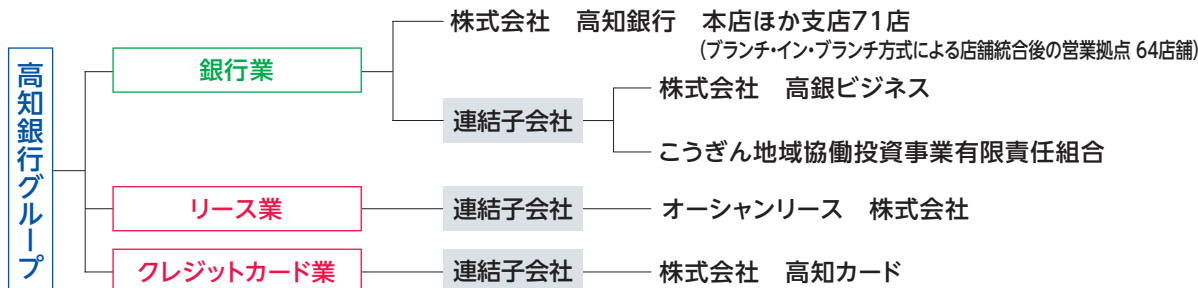 高知銀行グループ
銀行業
株式会社　高知銀行　本店ほか支店71店
(ブランチ・イン・ブランチ方式による店舗統合後の営業拠点 64店舗)
連結子会社
株式会社　高銀ビジネス
こうぎん地域協働投資事業有限責任組合
リース業
連結子会社
オーシャンリース　株式会社
クレジットカード業
連結子会社
株式会社　高知カード